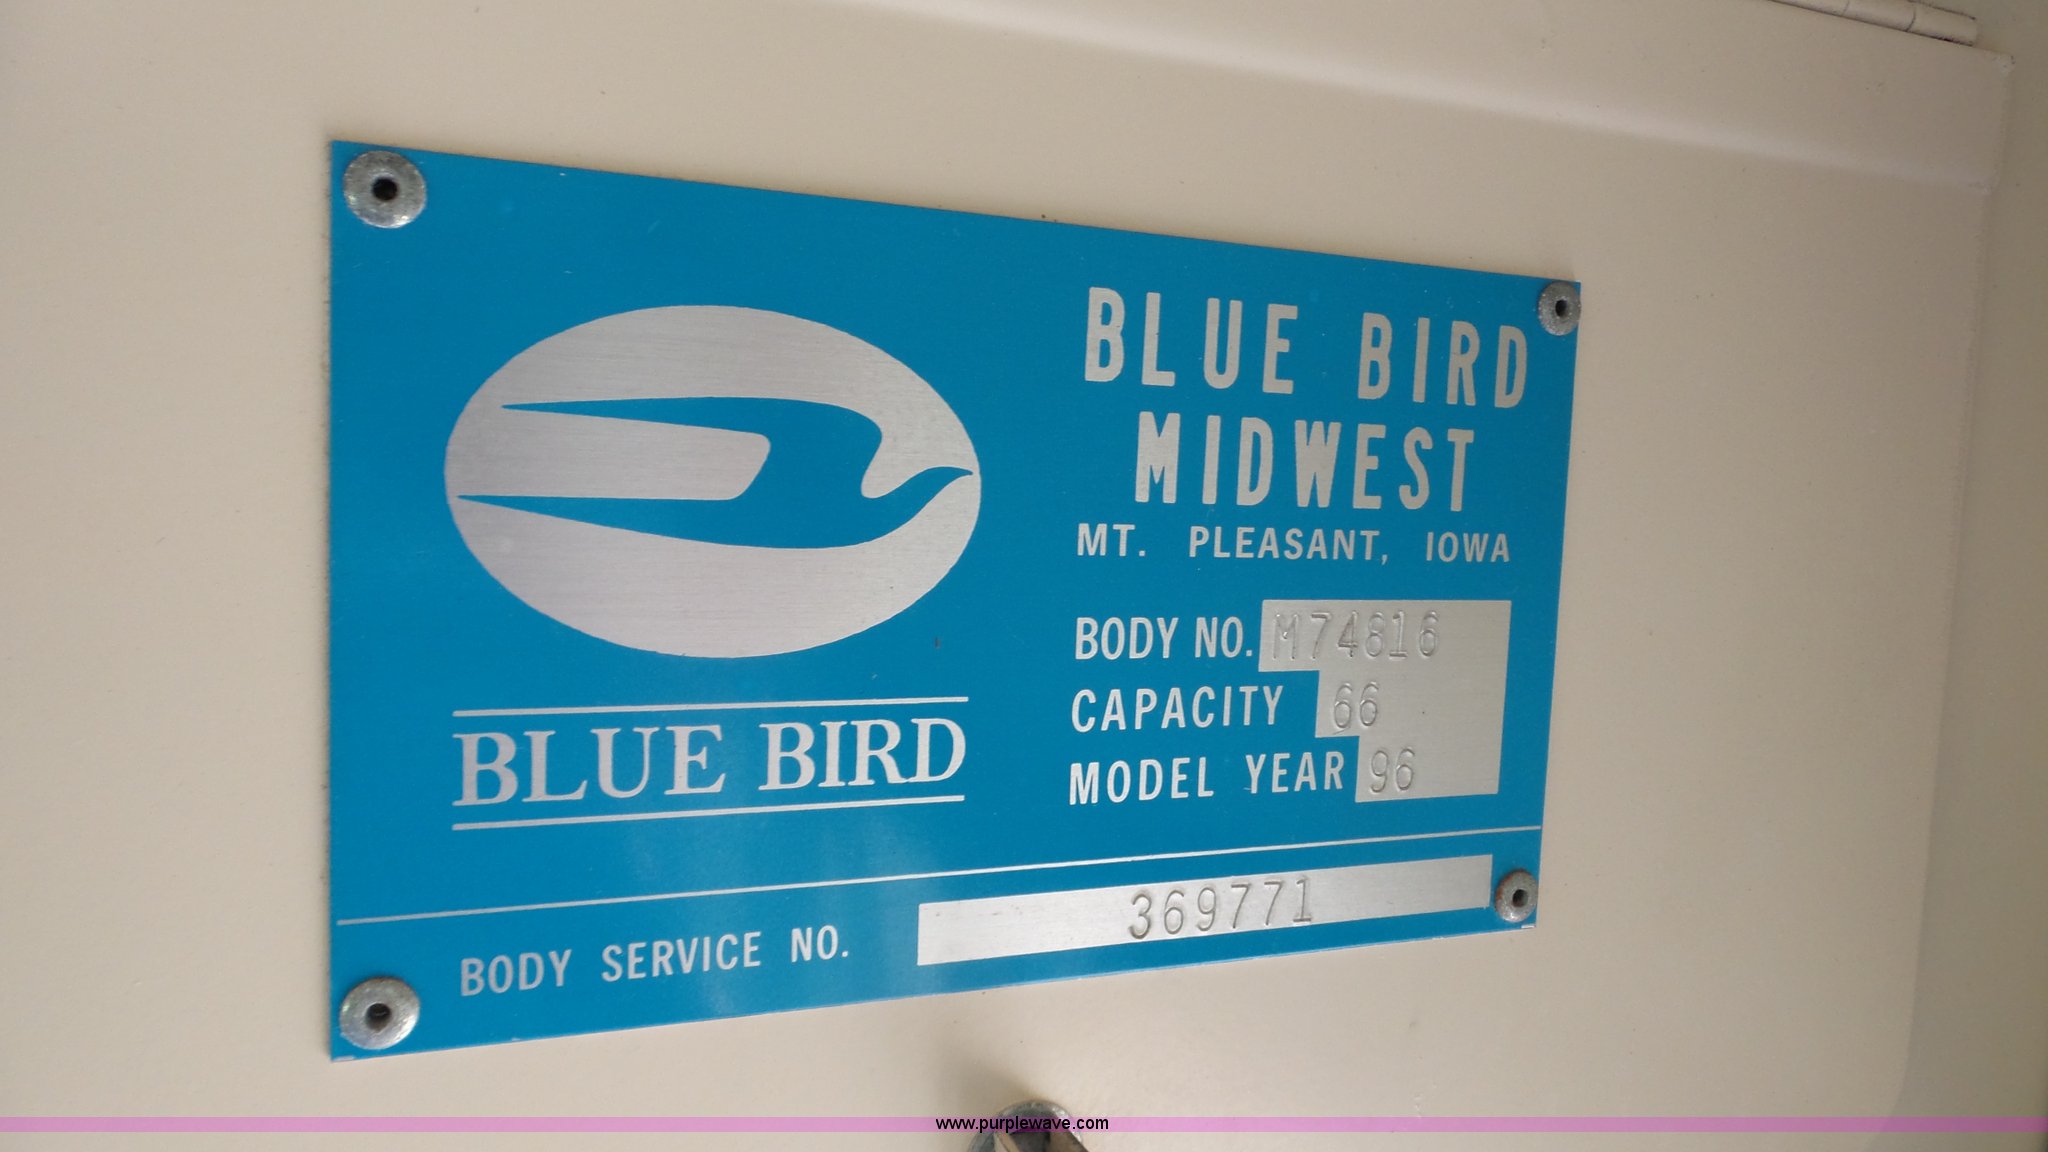 BLUE BIRD
MIDWEST
MT. PLEASANT, IOWA
BODY NO. M74816
CAPACITY 66
MODEL YEAR 96
BLUE BIRD
BODY SERVICE NO. 369771
www.purplewave.com